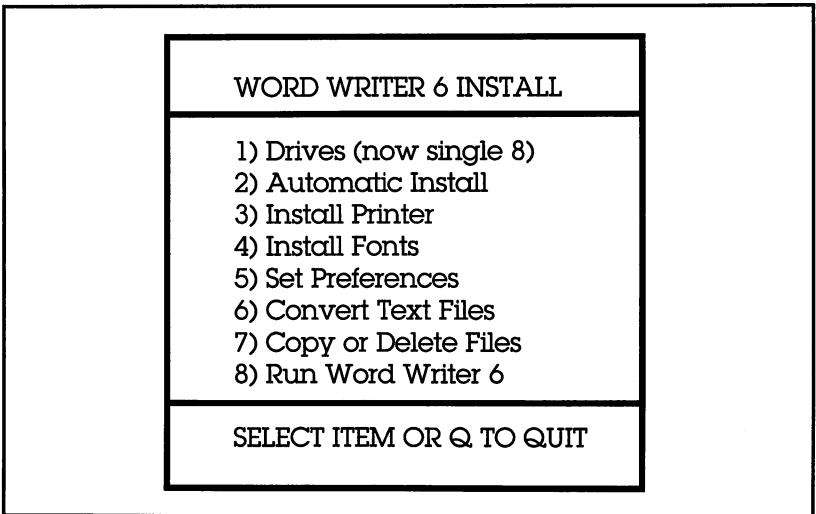 WORD WRITER 6 INSTALL
1) Drives (now single 8)
2) Automatic Install
3) Install Printer
4) Install Fonts
5) Set Preferences
6) Convert Text Files
7) Copy or Delete Files
8) Run Word Writer 6
SELECT ITEM OR Q TO QUIT